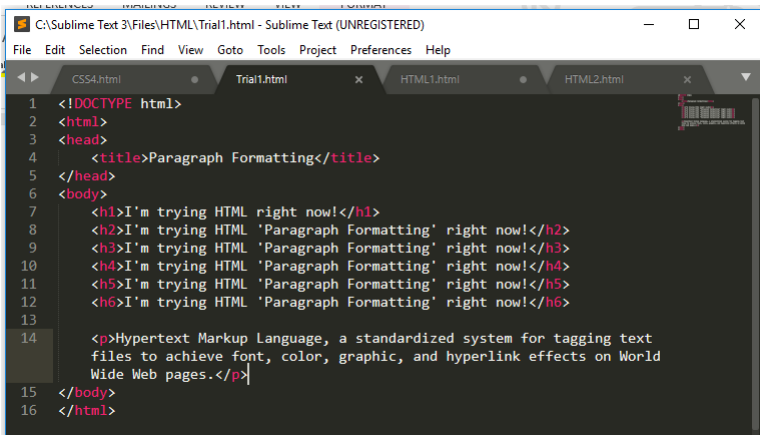 REFERENCES MAILINGS REVIEW VIEW FORMAT
C:\Sublime Text 3\Files\HTML\Trial1.html - Sublime Text (UNREGISTERED)
File Edit Selection Find View Goto Tools Project Preferences Help
CSS4.html Trial1.html HTML1.html HTML2.html
1 <!DOCTYPE html>
2 <html>
3 <head>
4 <title>Paragraph Formatting</title>
5 </head>
6 <body>
7 <h1>I'm trying HTML right now!</h1>
8 <h2>I'm trying HTML 'Paragraph Formatting' right now!</h2>
9 <h3>I'm trying HTML 'Paragraph Formatting' right now!</h3>
10 <h4>I'm trying HTML 'Paragraph Formatting' right now!</h4>
11 <h5>I'm trying HTML 'Paragraph Formatting' right now!</h5>
12 <h6>I'm trying HTML 'Paragraph Formatting' right now!</h6>
13
14 <p>Hypertext Markup Language, a standardized system for tagging text
files to achieve font, color, graphic, and hyperlink effects on World
Wide Web pages.</p>
15 </body>
16 </html>